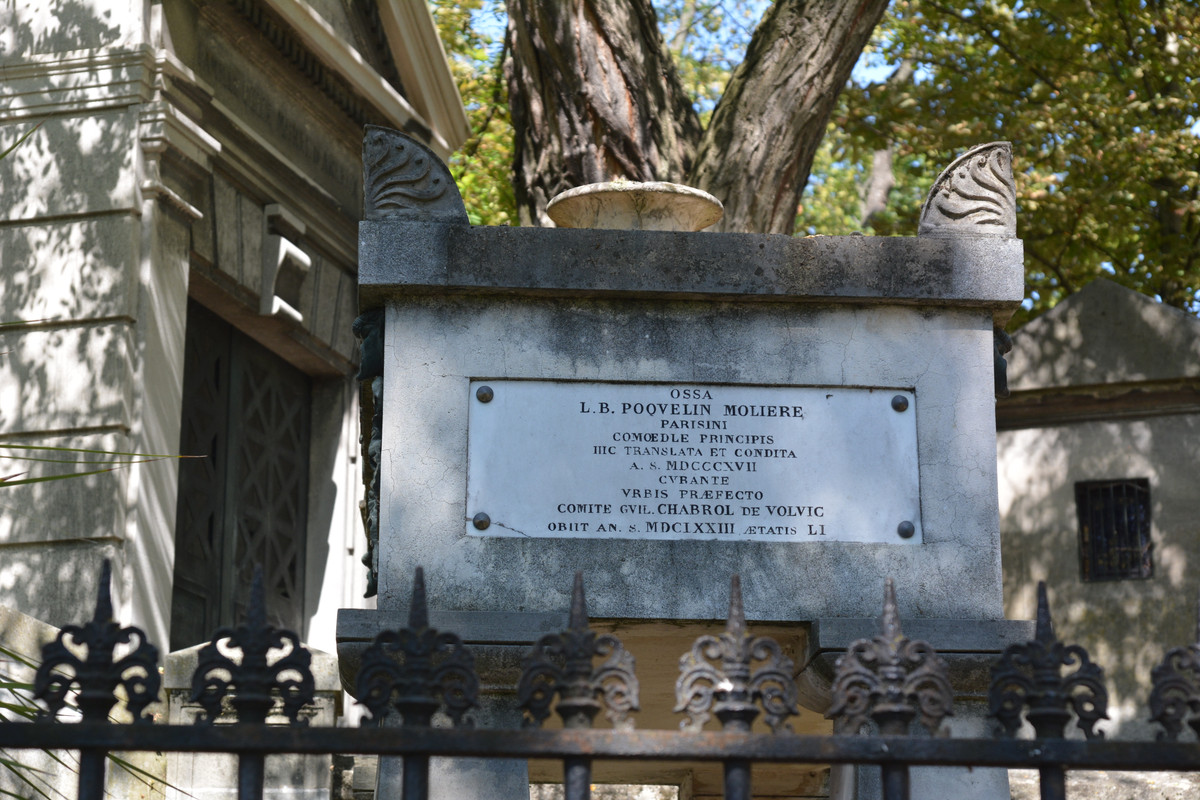 OSSA
L.B. POQVELIN MOLIERE
PARISINI
COMŒDLE PRINCIPIS
HIC TRANSLATA ET CONDITA
A. S. MDCCCXVII
CVRANTE
VRBIS PRÆFECTO
COMITE GVIL. CHABROL DE VOLVIC
OBIIT AN. S. MDCLXXIII ÆTATIS LI